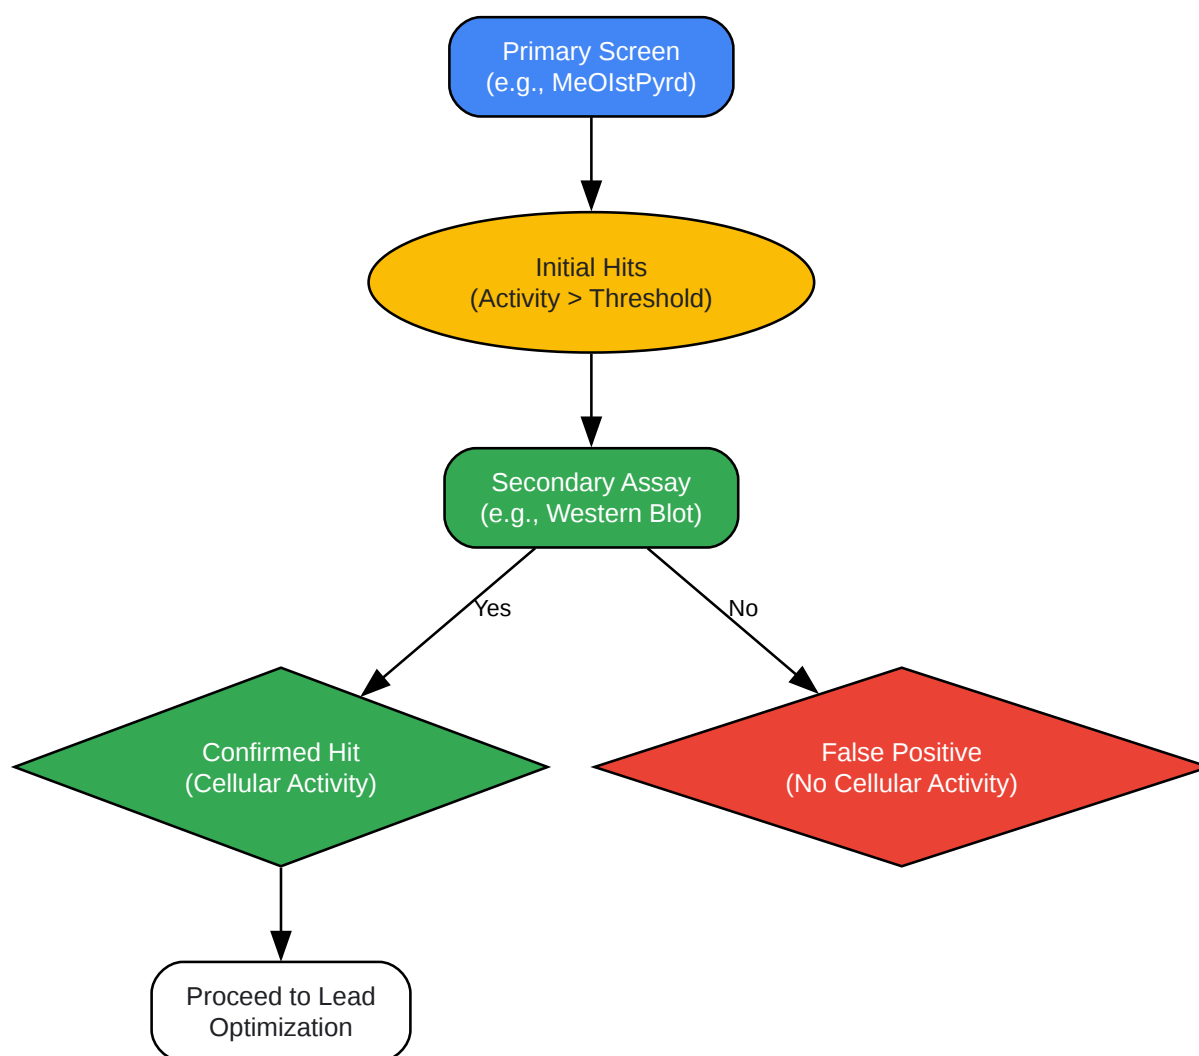 Primary Screen
(e.g., MeOIstPyrd)
Initial Hits
(Activity > Threshold)
Secondary Assay
(e.g., Western Blot)
Yes
No
Confirmed Hit
(Cellular Activity)
False Positive
(No Cellular Activity)
Proceed to Lead
Optimization